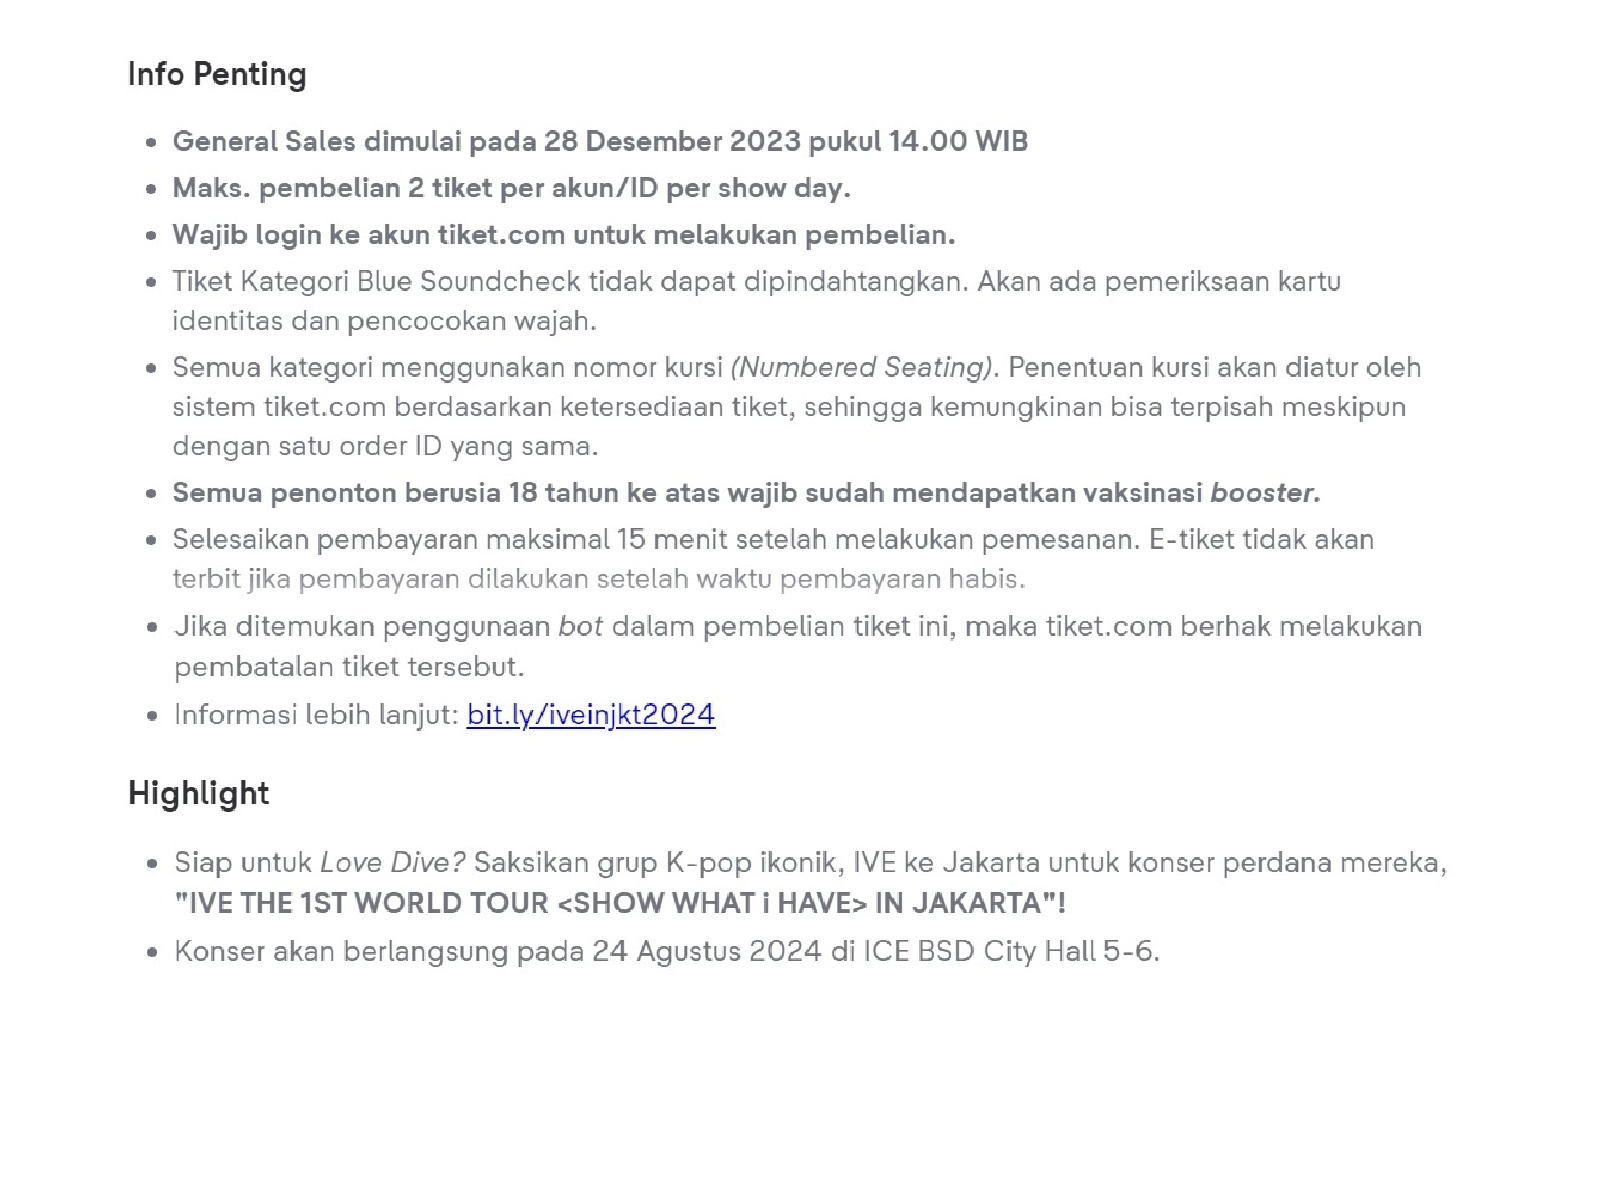 Info Penting
• General Sales dimulai pada 28 Desember 2023 pukul 14.00 WIB
• Maks. pembelian 2 tiket per akun/ID per show day.
• Wajib login ke akun tiket.com untuk melakukan pembelian.
• Tiket Kategori Blue Soundcheck tidak dapat dipindahtangkan. Akan ada pemeriksaan kartu
identitas dan pencocokan wajah.
• Semua kategori menggunakan nomor kursi (Numbered Seating). Penentuan kursi akan diatur oleh
sistem tiket.com berdasarkan ketersediaan tiket, sehingga kemungkinan bisa terpisah meskipun
dengan satu order ID yang sama.
• Semua penonton berusia 18 tahun ke atas wajib sudah mendapatkan vaksinasi booster.
• Selesaikan pembayaran maksimal 15 menit setelah melakukan pemesanan. E-tiket tidak akan
terbit jika pembayaran dilakukan setelah waktu pembayaran habis.
• Jika ditemukan penggunaan bot dalam pembelian tiket ini, maka tiket.com berhak melakukan
pembatalan tiket tersebut.
• Informasi lebih lanjut: bit.ly/iveinjkt2024
Highlight
• Siap untuk Love Dive? Saksikan grup K-pop ikonik, IVE ke Jakarta untuk konser perdana mereka,
"IVE THE 1ST WORLD TOUR <SHOW WHAT i HAVE> IN JAKARTA"!
• Konser akan berlangsung pada 24 Agustus 2024 di ICE BSD City Hall 5-6.